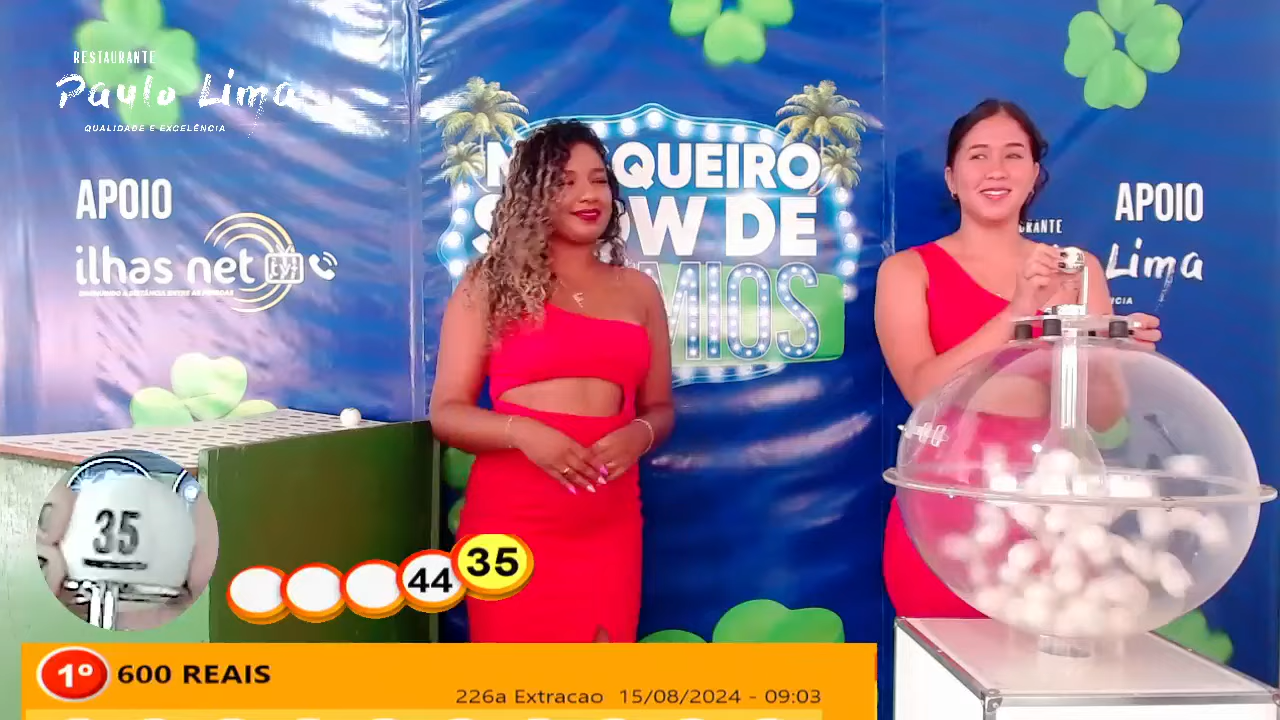 RESTAURANTE
Paulo Lima
QUALIDADE E EXCELÊNCIA
APOIO
ilhas net
QUEIRO
DE
MIOS
APOIO
Lima
35
44
35
1º 600 REAIS
226a Extracao 15/08/2024 - 09:03